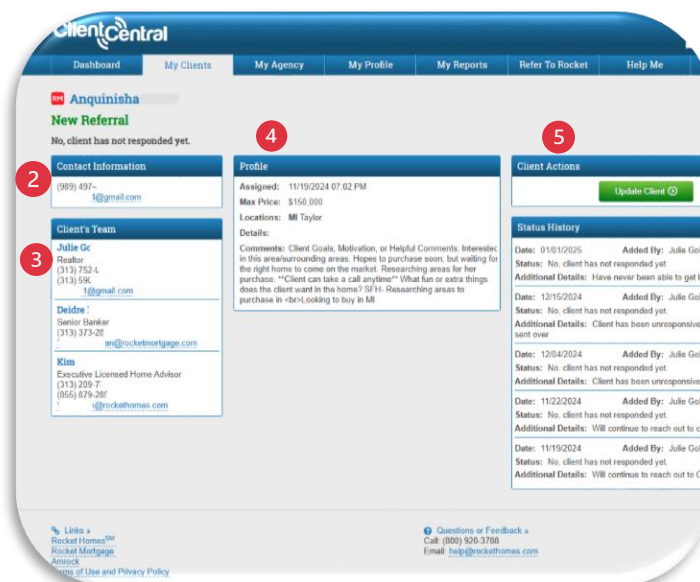 ClientCentral
Dashboard My Clients My Agency My Profile My Reports Refer To Rocket Help Me
RM Anquinisha
New Referral
No, client has not responded yet.
2
Contact Information
(989) 497-
t@gmail.com
3
Client's Team
Julie Gc
Realtor
(313) 752-
(313) 59
t@gmail.com
Deidre
Senior Banker
(313) 373-28
an@rocketmortgage.com
Kim
Executive Licensed Home Advisor
(313) 209-7
(855) 879-28
@rockethomes.com
4
Profile
Assigned: 11/19/2024 07:02 PM
Max Price: $150,000
Locations: MI Taylor
Details:
Comments: Client Goals, Motivation, or Helpful Comments: Interested
in this area/surrounding areas. Hopes to purchase soon, but waiting for
the right home to come on the market. Researching areas for her
purchase. **Client can take a call anytime** What fun or extra things
does the client want in the home? SFH- Researching areas to
purchase in <br>Looking to buy in MI
5
Client Actions
Update Client
Status History
Date: 01/01/2025 Added By: Julie Gol
Status: No, client has not responded yet.
Additional Details: Have never been able to get
Date: 12/15/2024 Added By: Julie Gol
Status: No, client has not responded yet.
Additional Details: Client has been unresponsive
sent over
Date: 12/04/2024 Added By: Julie Gol
Status: No, client has not responded yet.
Additional Details: Client has been unresponsive
Date: 11/22/2024 Added By: Julie Gol
Status: No, client has not responded yet.
Additional Details: Will continue to reach out to c
Date: 11/19/2024 Added By: Julie Gol
Status: No, client has not responded yet.
Additional Details: Will continue to reach out to C
Links »
Rocket Homes℠
Rocket Mortgage
Amrock
Terms of Use and Privacy Policy
Questions or Feedback »
Call: (800) 920-3788
Email: help@rockethomes.com